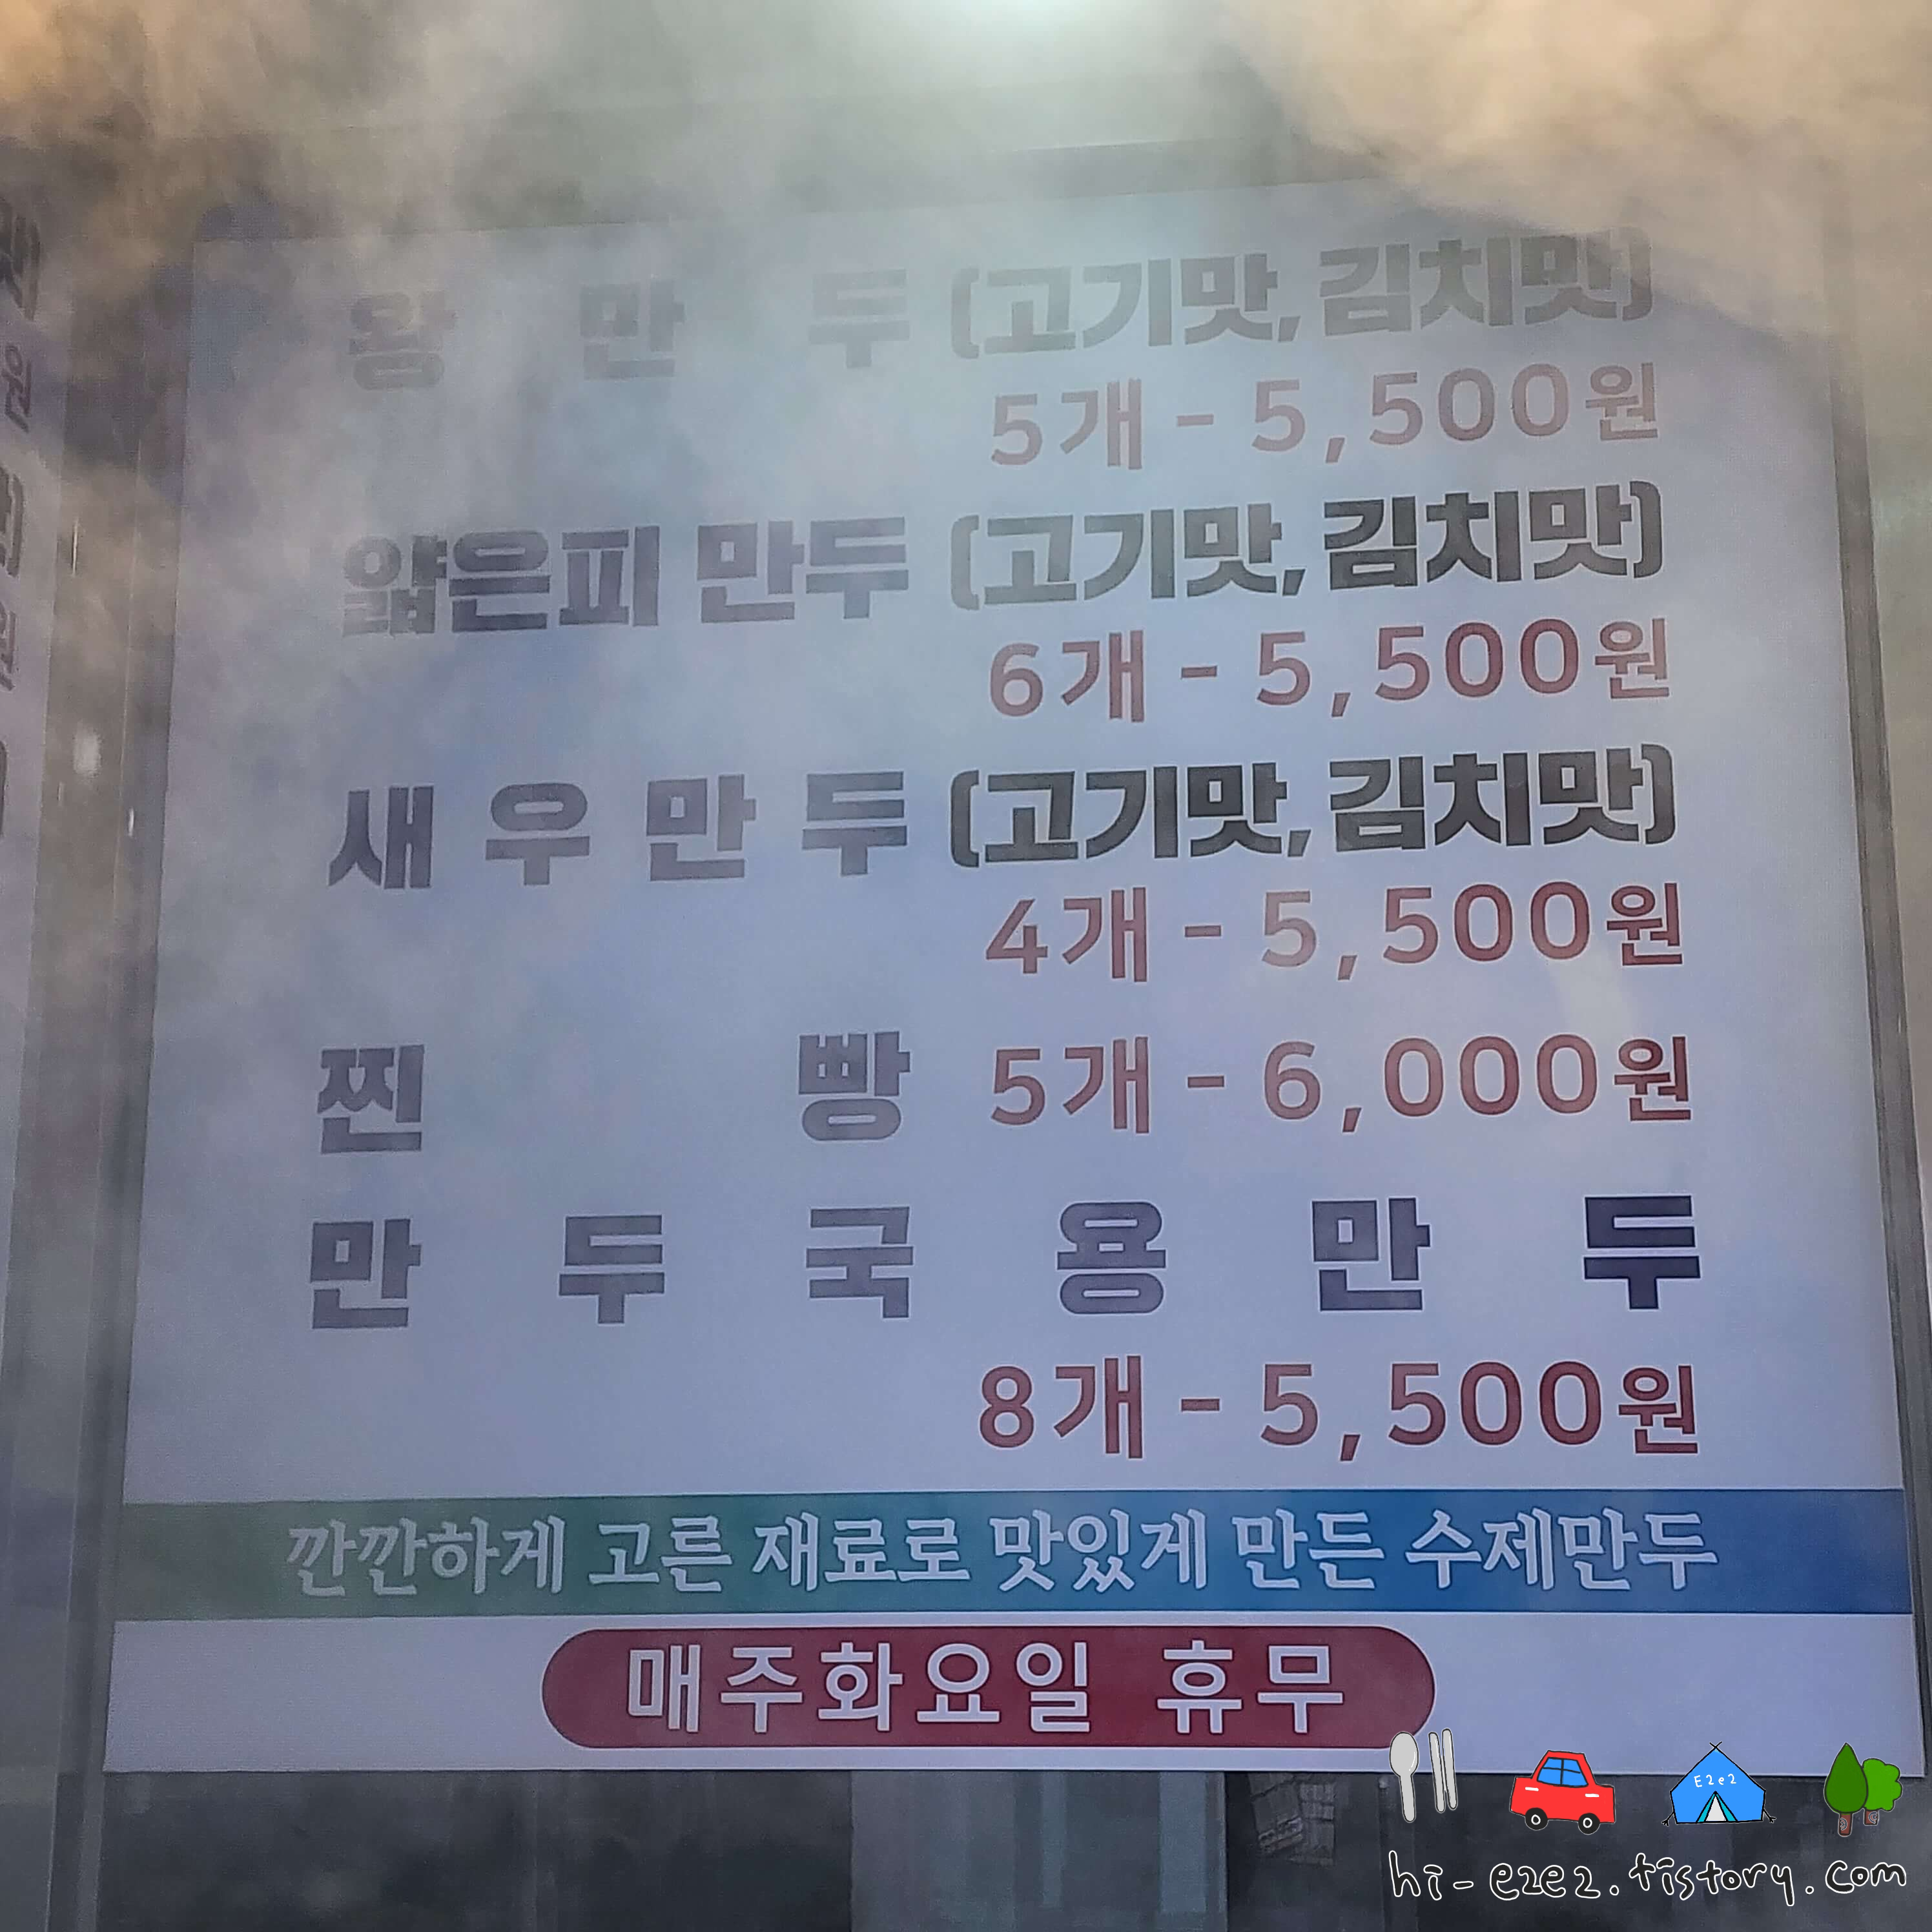 왕만두 (고기맛, 김치맛)
5개 - 5,500원
얇은피 만두 (고기맛, 김치맛)
6개 - 5,500원
새우만두 (고기맛, 김치맛)
4개 - 5,500원
찐빵 5개 - 6,000원
만두국용만두
8개 - 5,500원
깐깐하게 고른 재료로 맛있게 만든 수제만두
매주화요일 휴무
E2e2
hi-e2e2.tistory.com